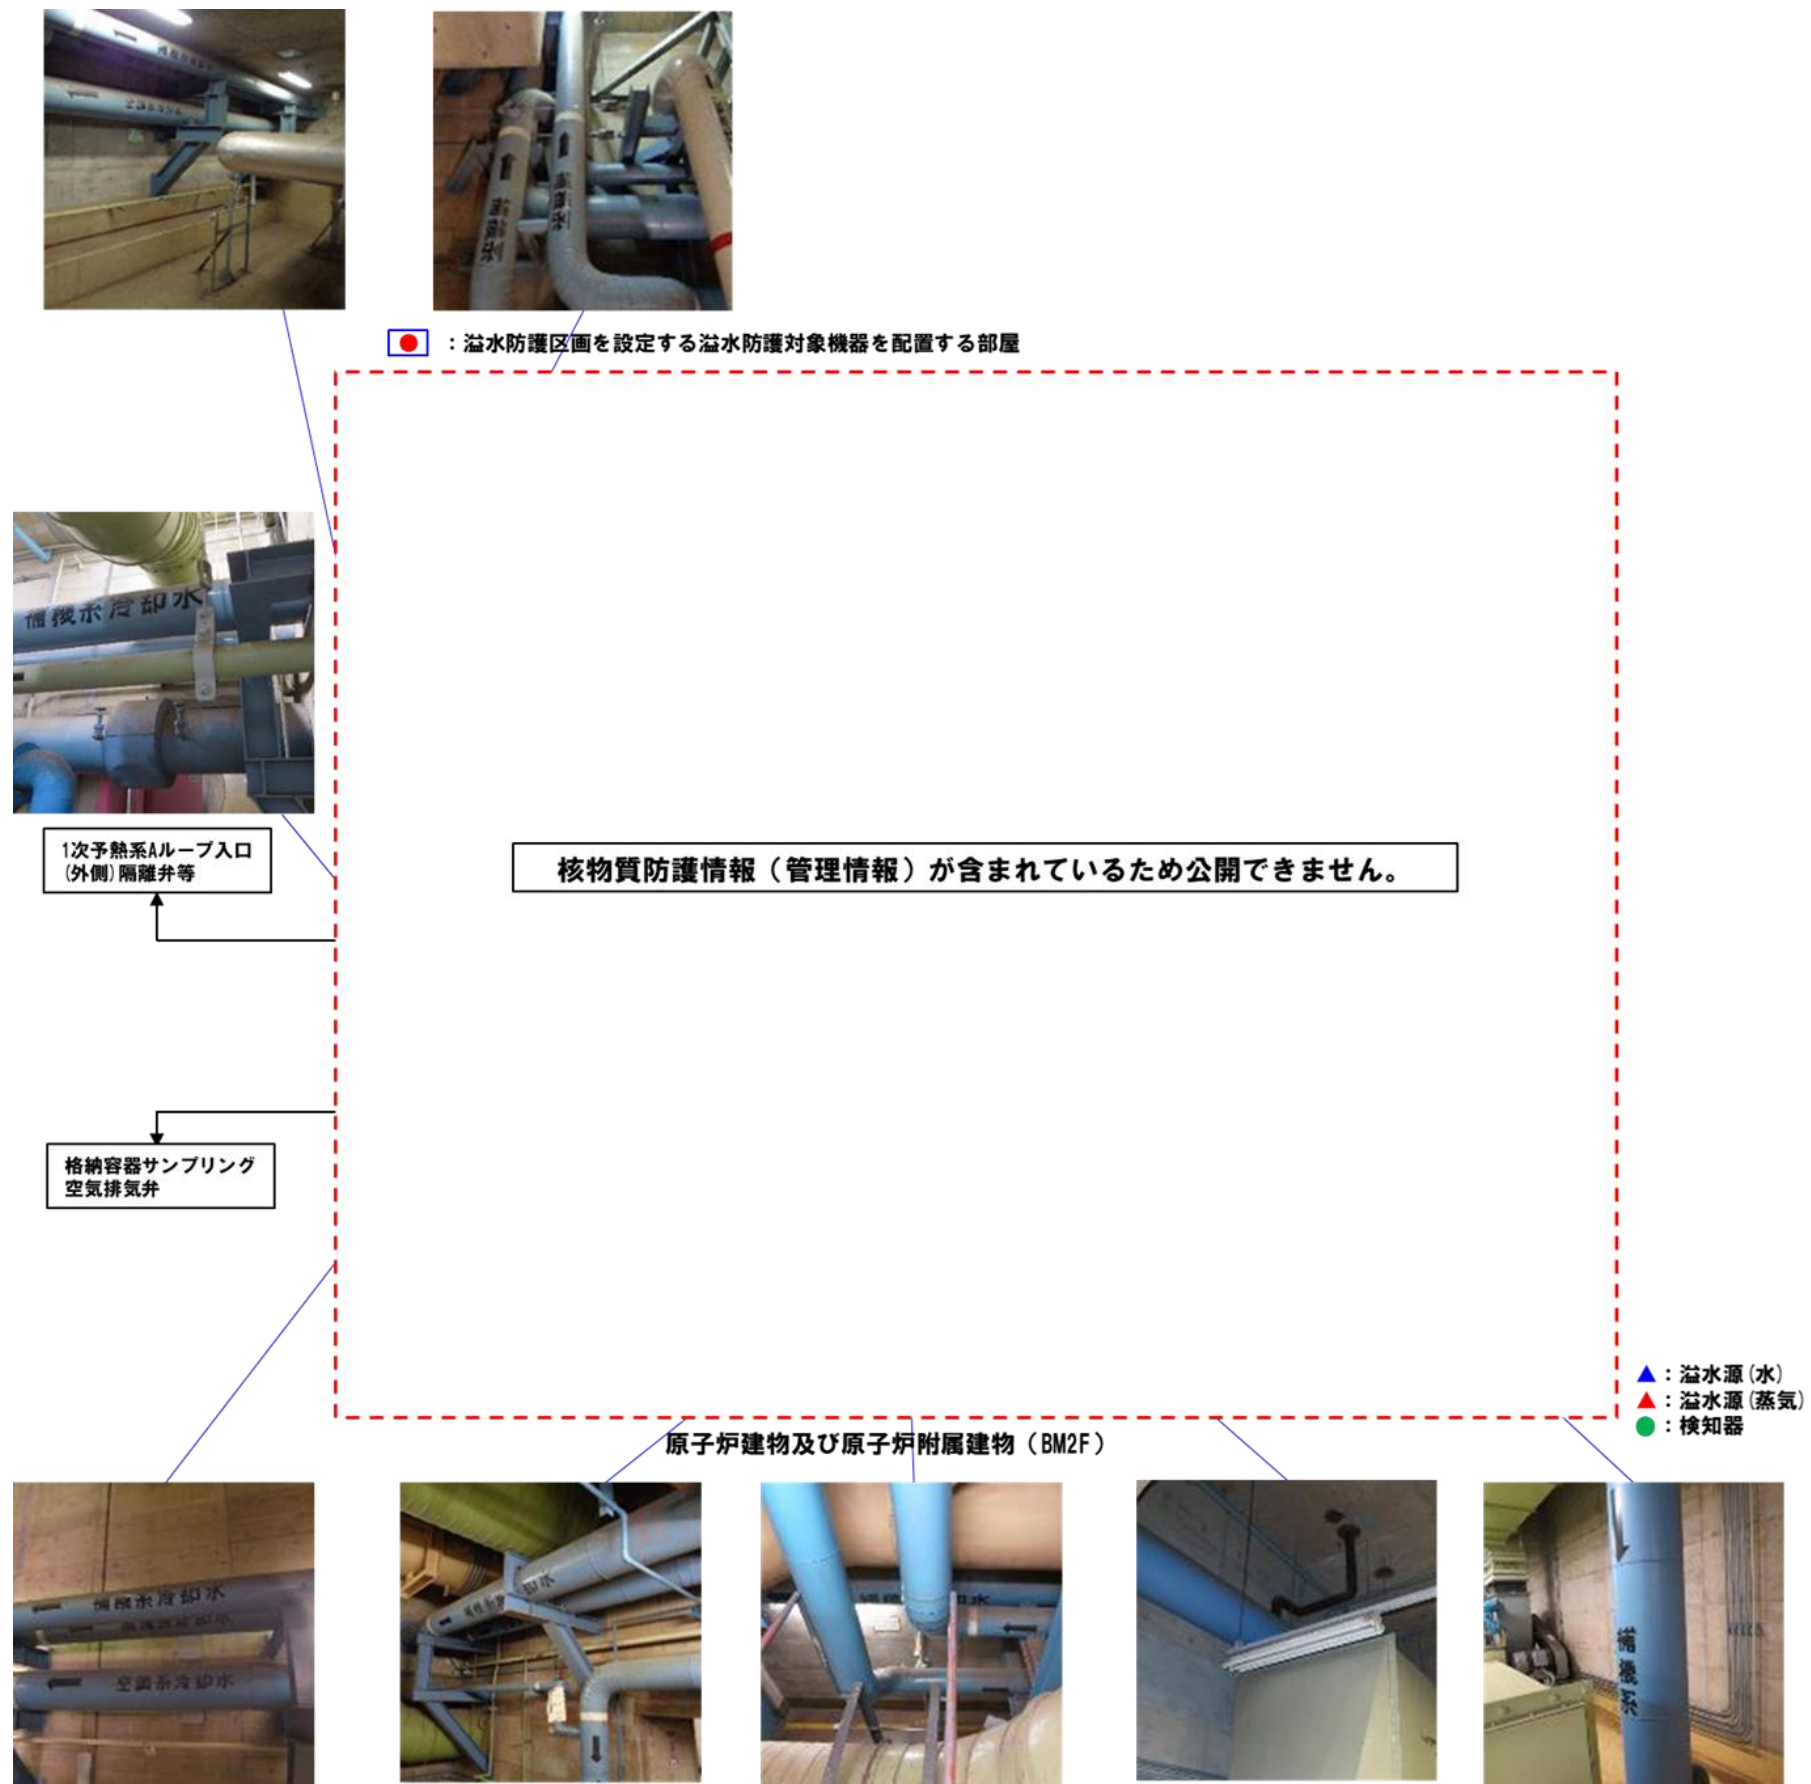 補機系
補機系
：溢水防護区画を設定する溢水防護対象機器を配置する部屋
補機系冷却水
1次予熱系Aループ入口
(外側)隔離弁等
核物質防護情報（管理情報）が含まれているため公開できません。
格納容器サンプリング
空気排気弁
▲：溢水源(水)
▲：溢水源(蒸気)
●：検知器
原子炉建物及び原子炉附属建物（BM2F）
補機系冷却水
空調系冷却水
補機系